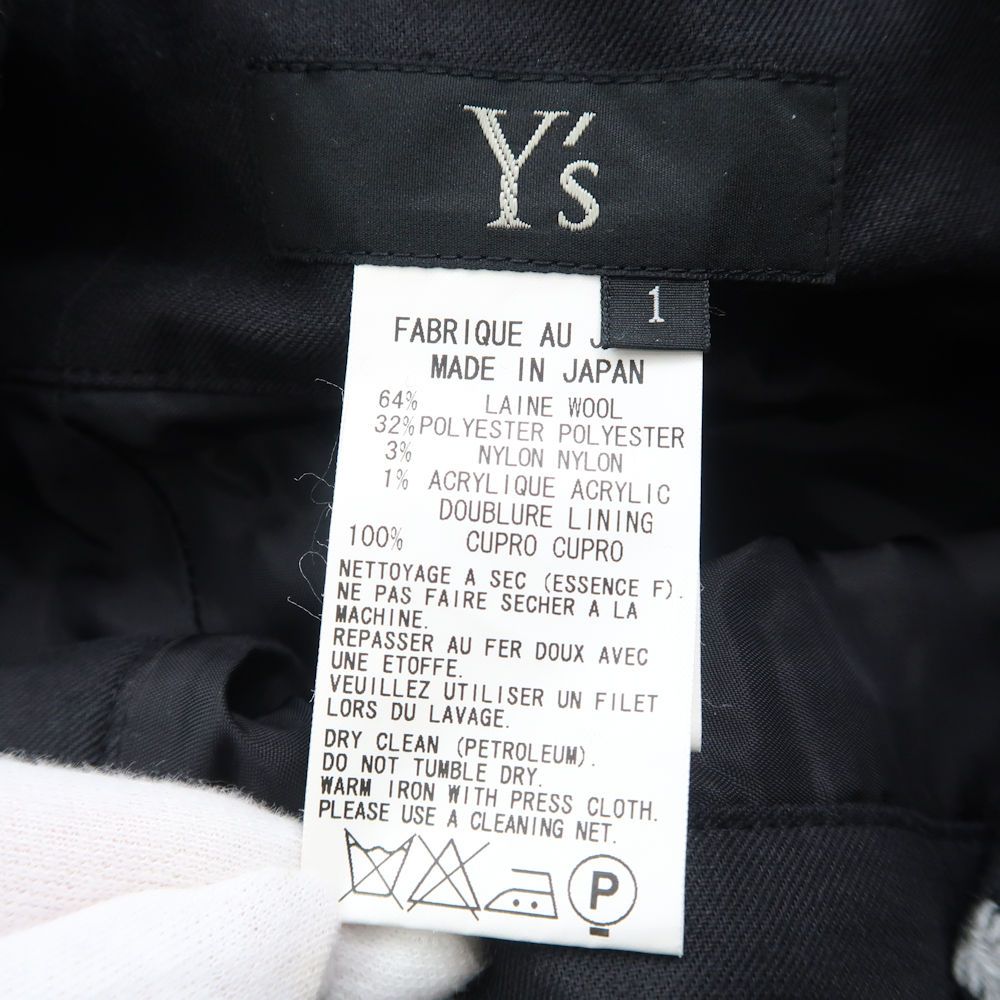 Y's
1
FABRIQUE AU J
MADE IN JAPAN
64% LAINE WOOL
32% POLYESTER POLYESTER
3% NYLON NYLON
1% ACRYLIQUE ACRYLIC
DOUBLURE LINING
100% CUPRO CUPRO
NETTOYAGE A SEC (ESSENCE F).
NE PAS FAIRE SECHER A LA
MACHINE.
REPASSER AU FER DOUX AVEC
UNE ETOFFE.
VEUILLEZ UTILISER UN FILET
LORS DU LAVAGE.
DRY CLEAN (PETROLEUM).
DO NOT TUMBLE DRY.
WARM IRON WITH PRESS CLOTH.
PLEASE USE A CLEANING NET.
P